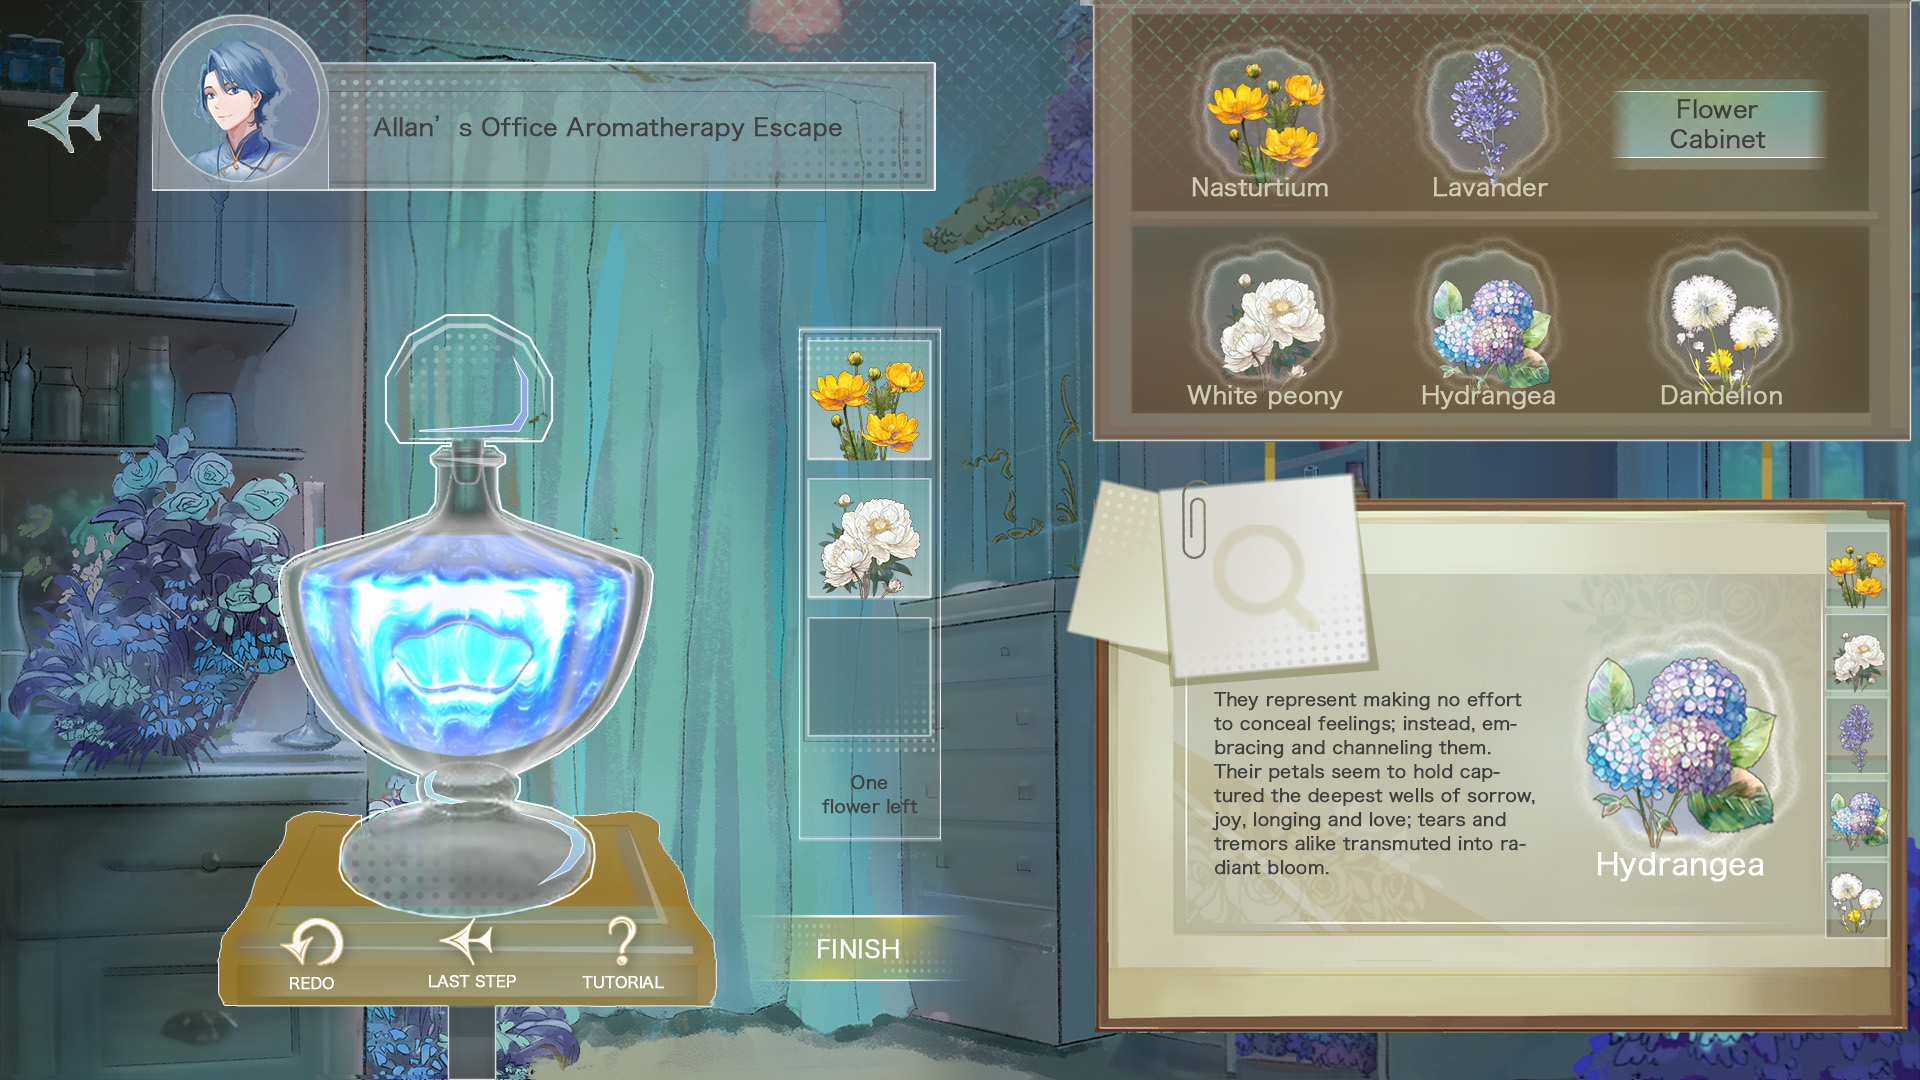 Allan’s Office Aromatherapy Escape
Flower
Cabinet
Nasturtium
Lavander
White peony
Hydrangea
Dandelion
One
flower left
They represent making no effort
to conceal feelings; instead, em-
bracing and channeling them.
Their petals seem to hold cap-
tured the deepest wells of sorrow,
joy, longing and love; tears and
tremors alike transmuted into ra-
diant bloom.
Hydrangea
REDO
LAST STEP
TUTORIAL
FINISH